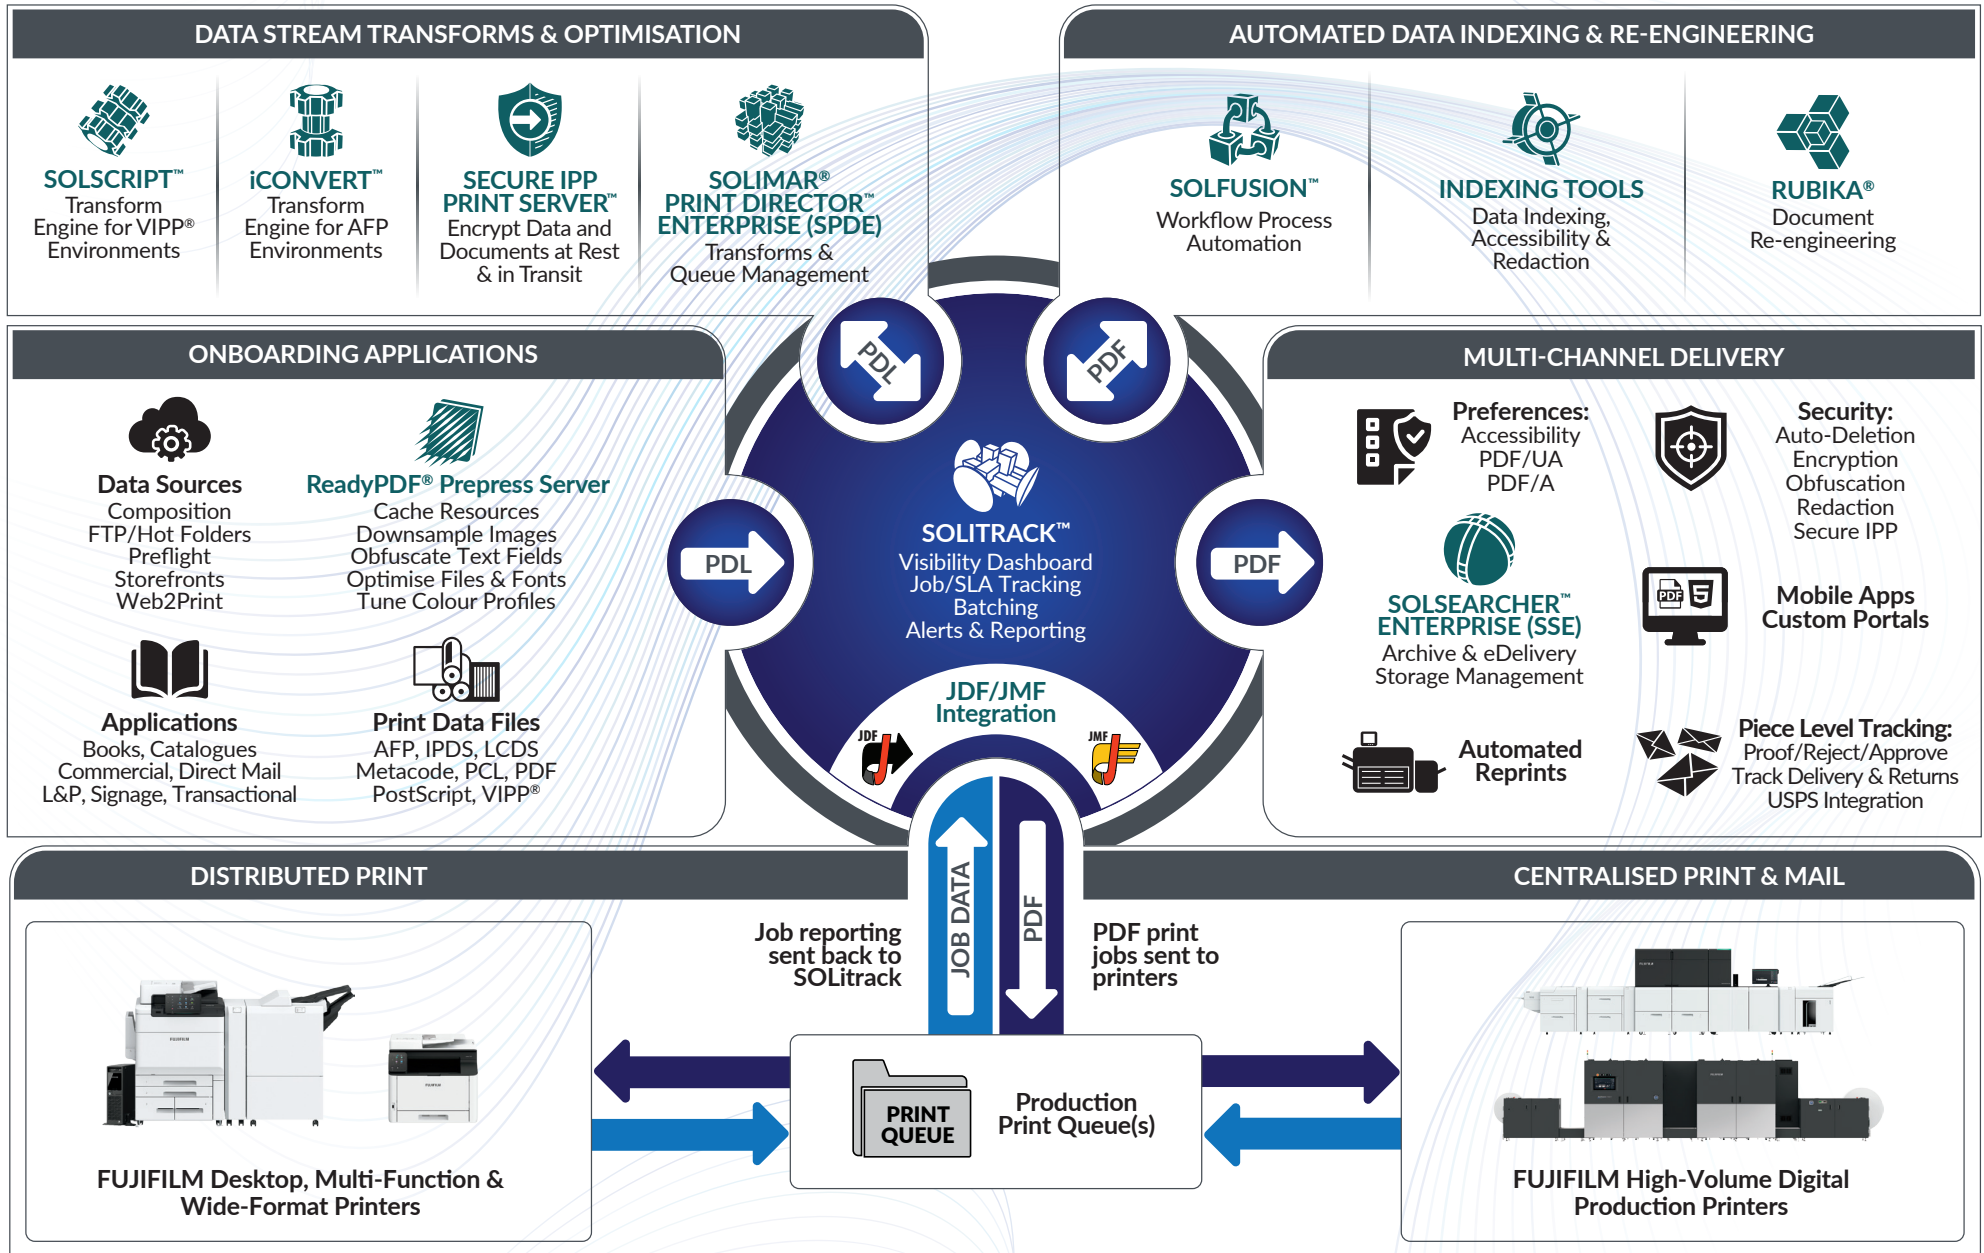 DATA STREAM TRANSFORMS & OPTIMISATION
SOLSCRIPT™
Transform
Engine for VIPP®
Environments
iCONVERT™
Transform
Engine for AFP
Environments
SECURE IPP
PRINT SERVER™
Encrypt Data and
Documents at Rest
& in Transit
SOLIMAR®
PRINT DIRECTOR™
ENTERPRISE (SPDE)
Transforms &
Queue Management
AUTOMATED DATA INDEXING & RE-ENGINEERING
SOLFUSION™
Workflow Process
Automation
INDEXING TOOLS
Data Indexing,
Accessibility &
Redaction
RUBIKA®
Document
Re-engineering
ONBOARDING APPLICATIONS
Data Sources
Composition
FTP/Hot Folders
Preflight
Storefronts
Web2Print
ReadyPDF® Prepress Server
Cache Resources
Downsample Images
Obfuscate Text Fields
Optimise Files & Fonts
Tune Colour Profiles
Applications
Books, Catalogues
Commercial, Direct Mail
L&P, Signage, Transactional
Print Data Files
AFP, IPDS, LCDS
Metacode, PCL, PDF
PostScript, VIPP®
PDL
PDF
PDL
SOLITRACK™
Visibility Dashboard
Job/SLA Tracking
Batching
Alerts & Reporting
PDF
JDF/JMF
Integration
JDF
JMF
MULTI-CHANNEL DELIVERY
Preferences:
Accessibility
PDF/UA
PDF/A
Security:
Auto-Deletion
Encryption
Obfuscation
Redaction
Secure IPP
SOLSEARCHER™
ENTERPRISE (SSE)
Archive & eDelivery
Storage Management
PDF
5
Mobile Apps
Custom Portals
Automated
Reprints
Piece Level Tracking:
Proof/Reject/Approve
Track Delivery & Returns
USPS Integration
DISTRIBUTED PRINT
CENTRALISED PRINT & MAIL
Job reporting
sent back to
SOLitrack
JOB DATA
PDF
PDF print
jobs sent to
printers
FUJIFILM
FUJIFILM
FUJIFILM Desktop, Multi-Function &
Wide-Format Printers
PRINT
QUEUE
Production
Print Queue(s)
FUJIFILM
FUJIFILM
FUJIFILM High-Volume Digital
Production Printers